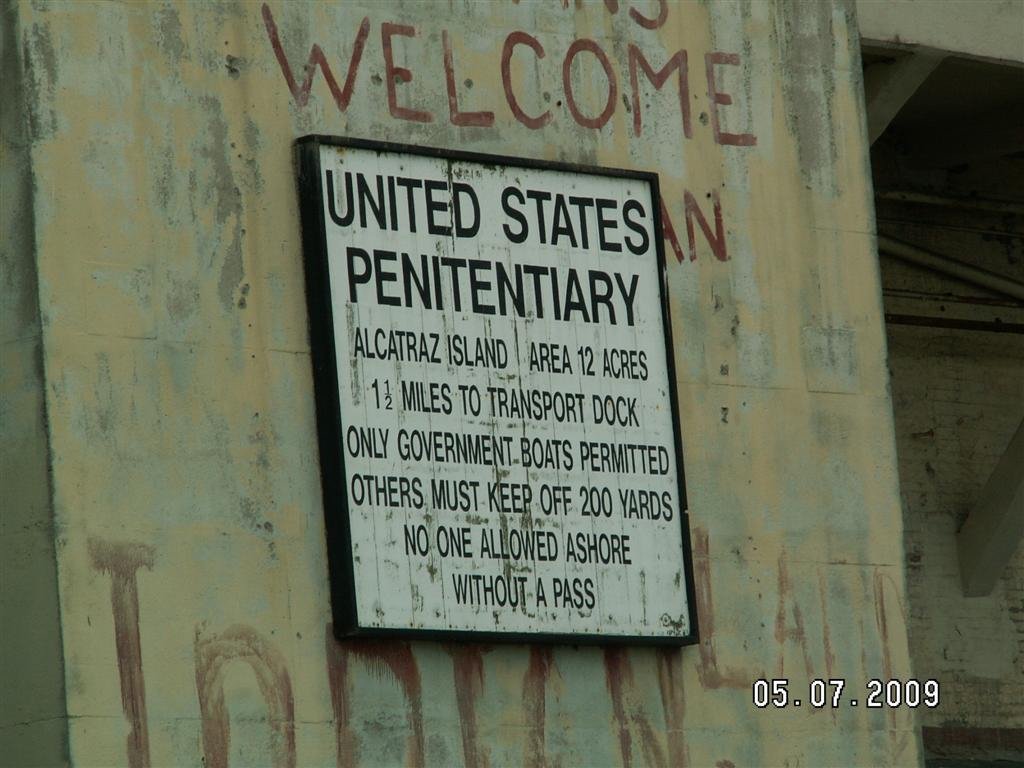 WELCOME
UNITED STATES
PENITENTIARY
ALCATRAZ ISLAND AREA 12 ACRES
1½ MILES TO TRANSPORT DOCK
ONLY GOVERNMENT BOATS PERMITTED
OTHERS MUST KEEP OFF 200 YARDS
NO ONE ALLOWED ASHORE
WITHOUT A PASS
LAND
05.07.2009